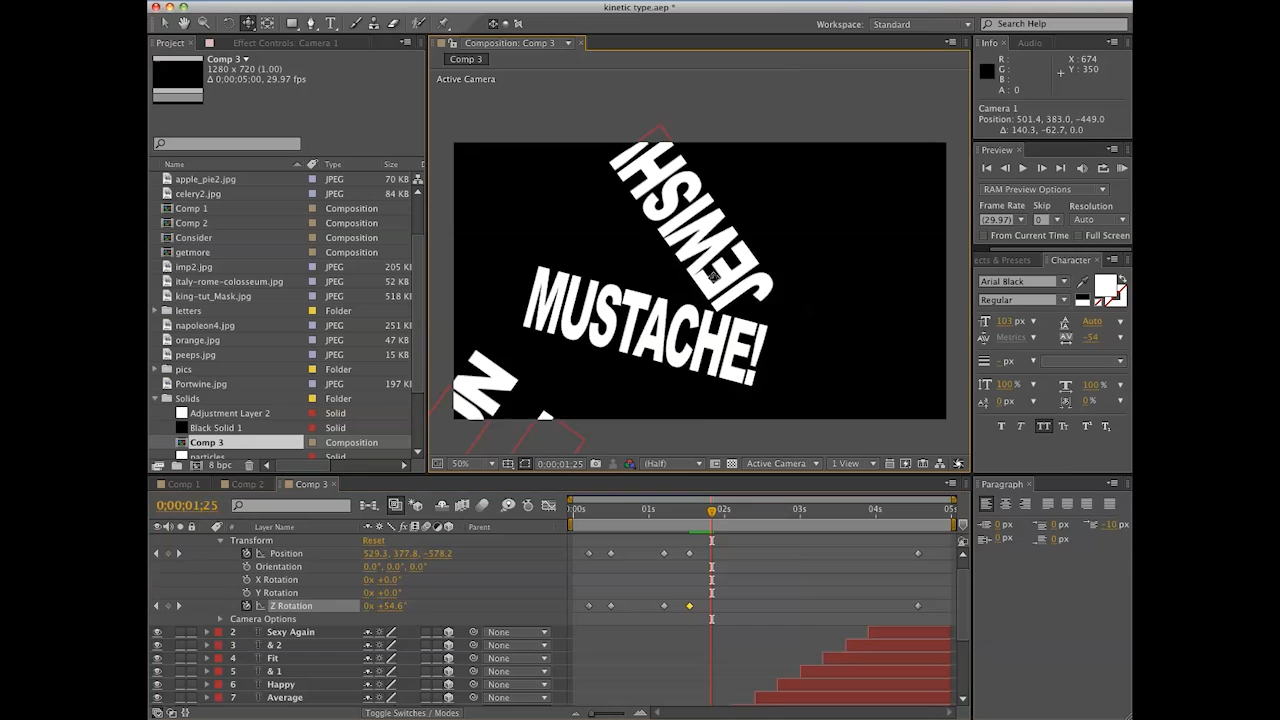 kinetic type.aep *
Workspace: Standard
Search Help
Project
Effect Controls: Camera 1
Composition: Comp 3
Info
Audio
Comp 3
1280 x 720 (1.00)
Δ 0;00;05;00, 29.97 fps
Comp 3
Active Camera
R :
G :
B :
A : 0
X : 674
Y : 350
Camera 1
Position: 501.4, 383.0, -449.0
Δ: 140.3, -62.7, 0.0
Preview
RAM Preview Options
Frame Rate Skip Resolution
(29.97) 0 Auto
From Current Time Full Screen
Name Type Size
apple_pie2.jpg JPEG 70 KB
celery2.jpg JPEG 84 KB
Comp 1 Composition
Comp 2 Composition
Consider Composition
getmore Composition
imp2.jpg JPEG 205 K
italy-rome-colosseum.jpg JPEG 52 KB
king-tut_Mask.jpg JPEG 518 K
letters Folder
napoleon4.jpg JPEG 251 K
orange.jpg JPEG 47 KB
peeps.jpg JPEG 15 KB
pics Folder
Portwine.jpg JPEG 197 K
Solids Folder
Adjustment Layer 2 Solid
Black Solid 1 Solid
Comp 3 Composition
particles Solid
8 bpc
JEWISH
MUSTACHE!
50%
0;00;01;25
(Half)
Active Camera
1 View
ects & Presets
Character
Arial Black
Regular
103 px Auto
Metrics -54
- px
100% 100%
0 px 0 %
T T TT Tr T¹ T₁
Comp 1
Comp 2
Comp 3
Paragraph
0 px 0 px -10 px
0 px 0 px
0;00;01;25
0:00s 01s 02s 03s 04s 05s
# Layer Name Parent
Transform Reset
Position 529.3, 377.8, -578.2
Orientation 0.0°, 0.0°, 0.0°
X Rotation 0x +0.0°
Y Rotation 0x +0.0°
Z Rotation 0x +54.6°
Camera Options
2 T Sexy Again None
3 T & 2 None
4 T Fit None
5 T & 1 None
6 T Happy None
7 T Average None
Toggle Switches / Modes